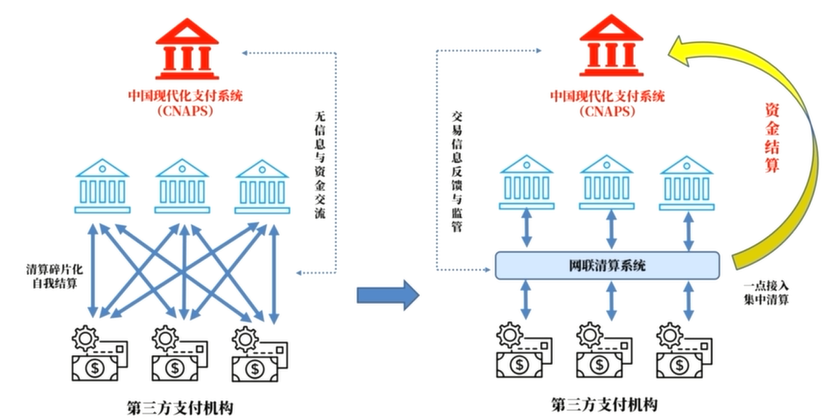 中国现代化支付系统
(CNAPS)
无信息与资金交流
清算碎片化
自我结算
$
$
$
第三方支付机构
中国现代化支付系统
(CNAPS)
交易信息反馈与监管
资金结算
网联清算系统
一点接入
集中清算
$
$
$
第三方支付机构